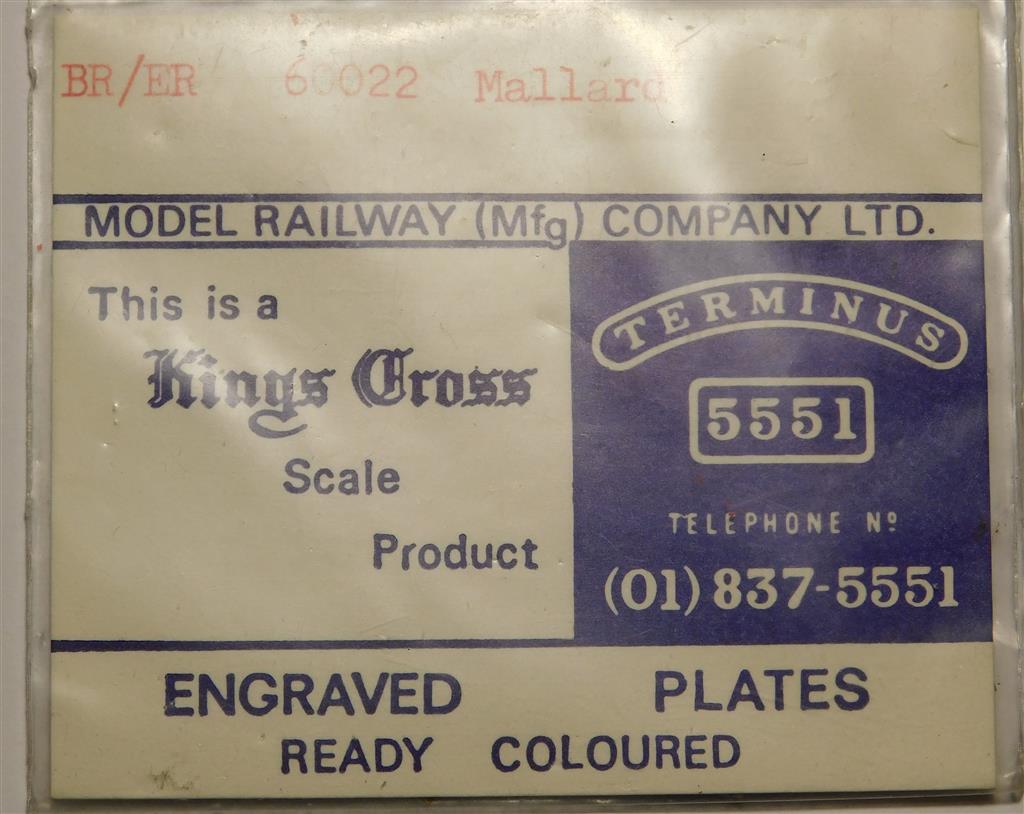 BR/ER 60022 Mallard
MODEL RAILWAY (Mfg) COMPANY LTD.
This is a
Kings Cross
Scale
Product
TERMINUS
5551
TELEPHONE Nº
(01) 837-5551
ENGRAVED PLATES
READY COLOURED